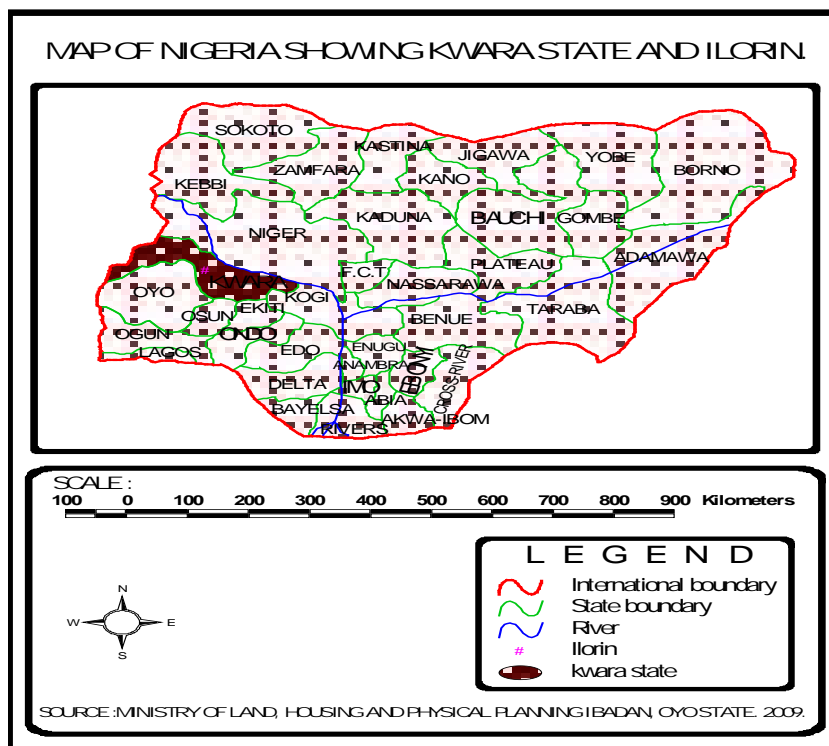 MAP OF NIGERIA SHOWING KWARA STATE AND ILORIN.
SOKOTO
KASTINA
JIGAWA
YOBE
BORNO
ZAMFARA
KANO
KEBBI
KADUNA
BAUCHI
GOMBE
NIGER
ADAMAWA
PLATEAU
F.C.T
#
KWARA
NASSARAWA
OYO
KOGI
TARABA
EKITI
OSUN
BENUE
OGUN
ONDO
LAGOS
EDO
ENUGU
ANAMBRA
EBONYI
CROSS RIVER
DELTA
IMO
ABIA
BAYELSA
AKWA-IBOM
RIVERS
SCALE :
100 0 100 200 300 400 500 600 700 800 900 Kilometers
N
W E
S
LEGEND
International boundary
State boundary
River
# Ilorin
kwara state
SOURCE :MINISTRY OF LAND, HOUSING AND PHYSICAL PLANNING IBADAN, OYO STATE. 2009.